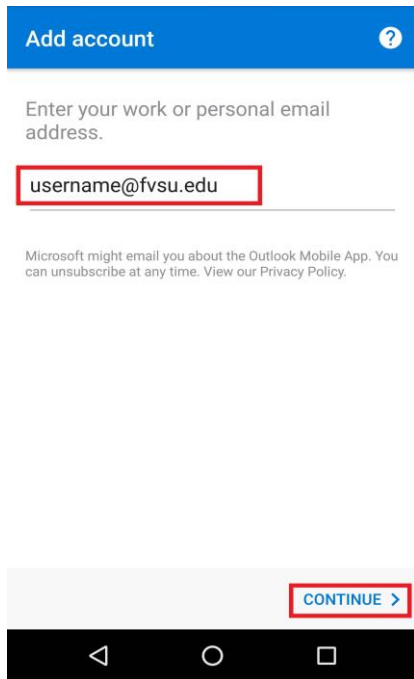 Add account
?
Enter your work or personal email
address.
username@fvsu.edu
Microsoft might email you about the Outlook Mobile App. You
can unsubscribe at any time. View our Privacy Policy.
CONTINUE >